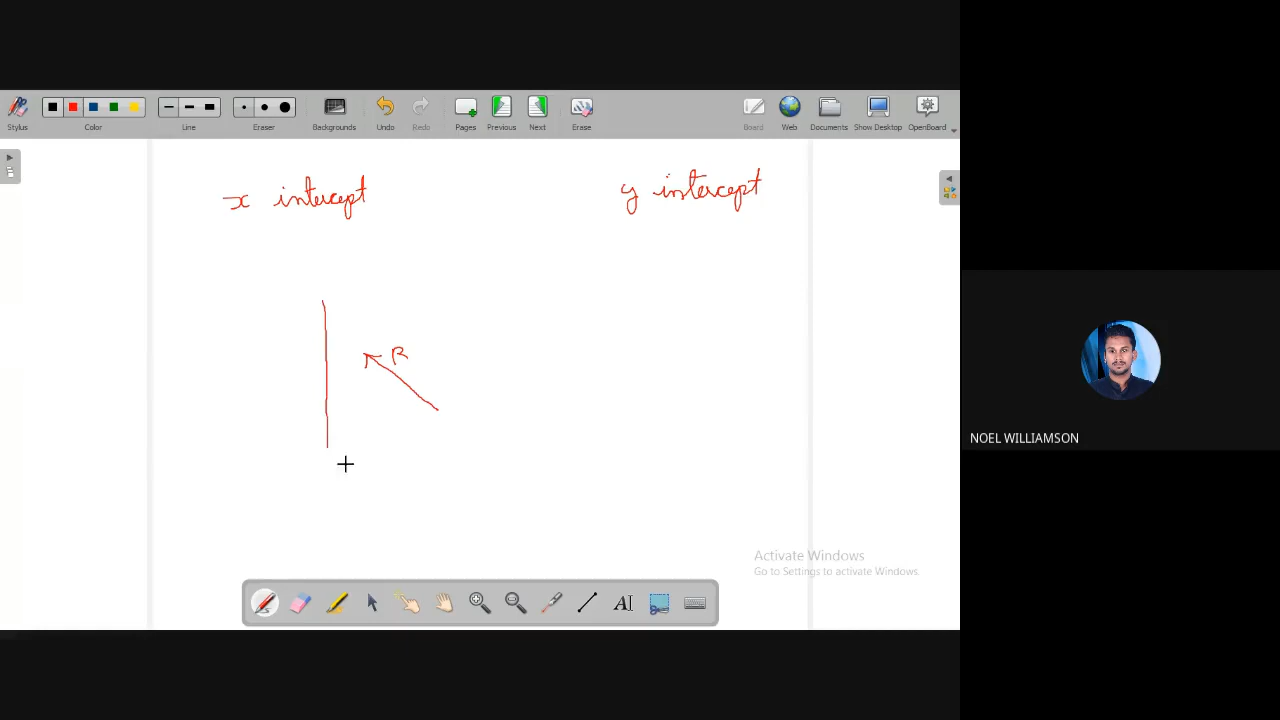 Stylus Color Line Eraser Backgrounds Undo Redo Pages Previous Next Erase Board Web Documents Show Desktop OpenBoard
x intercept
y intercept
R
NOEL WILLIAMSON
Activate Windows
Go to Settings to activate Windows.
AI